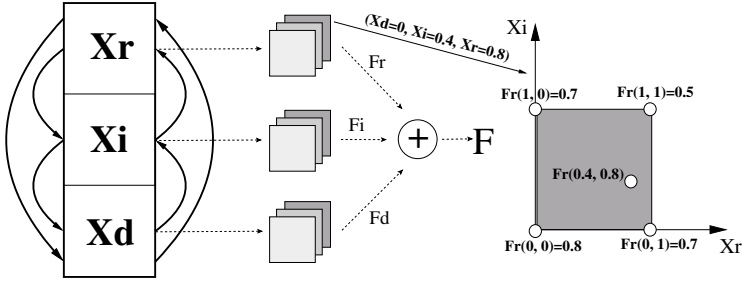 Xr
Xi
Xd
Fr
Fi
Fd
+
F
(Xd=0, Xi=0.4, Xr=0.8)
Xi
Fr(1, 0)=0.7
Fr(1, 1)=0.5
Fr(0.4, 0.8)
Fr(0, 0)=0.8
Fr(0, 1)=0.7
Xr